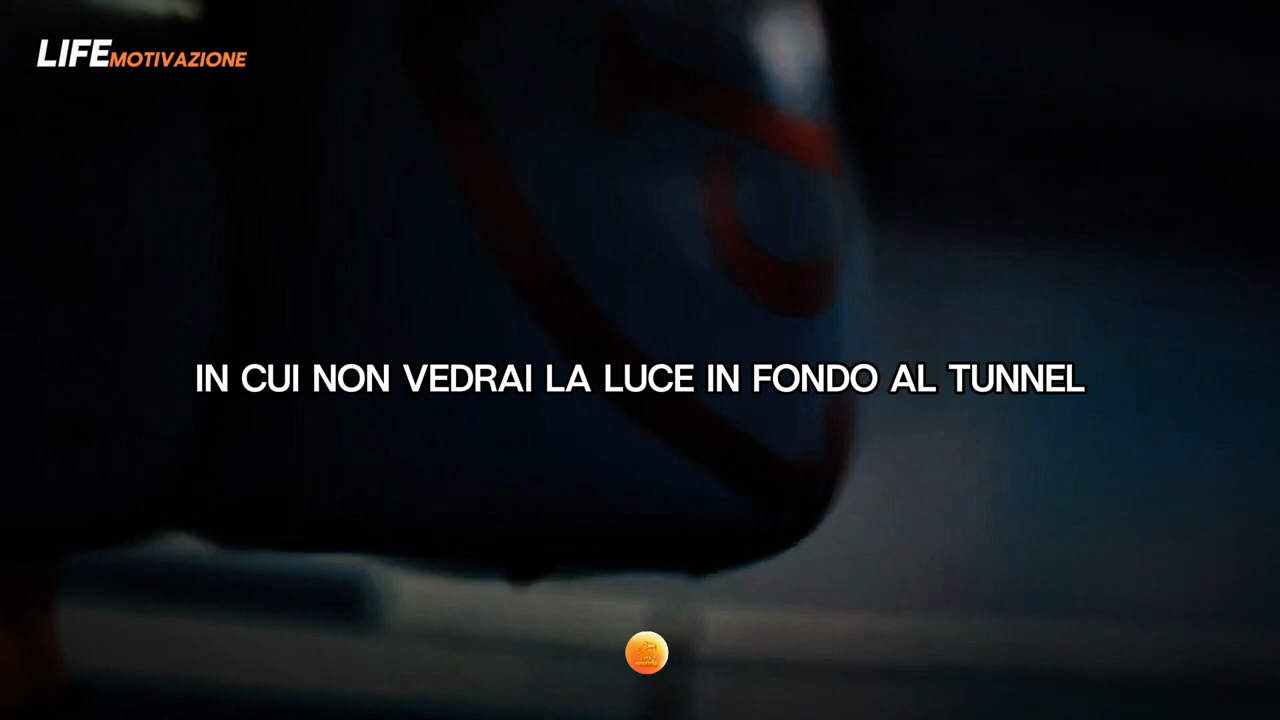 LIFEMOTIVAZIONE
IN CUI NON VEDRAI LA LUCE IN FONDO AL TUNNEL